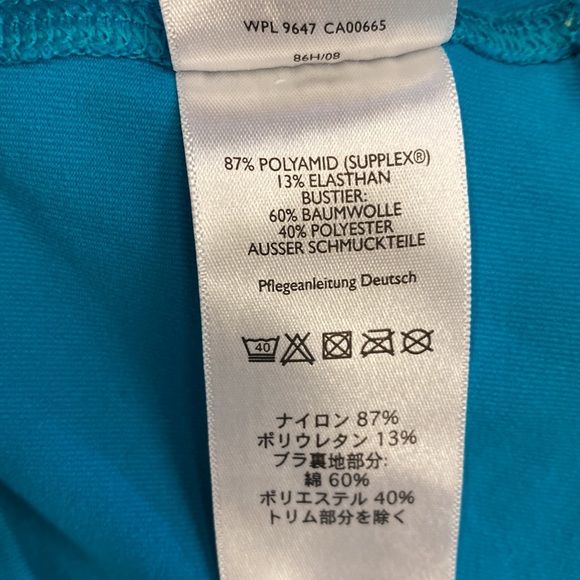 WPL 9647 CA00665
86H/08
87% POLYAMID (SUPPLEX®)
13% ELASTHAN
BUSTIER:
60% BAUMWOLLE
40% POLYESTER
AUSSER SCHMUCKTEILE
Pflegeanleitung Deutsch
40
ナイロン 87%
ポリウレタン 13%
ブラ裏地部分:
綿 60%
ポリエステル 40%
トリム部分を除く